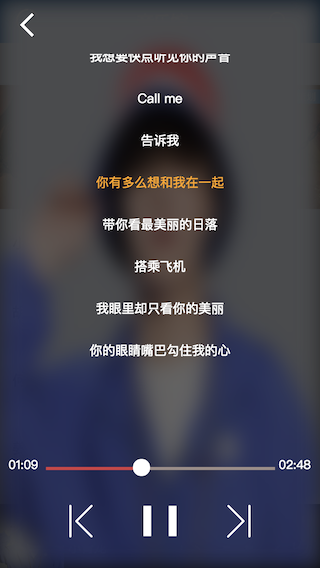 我想要快点听见你的声音
Call me
告诉我
你有多么想和我在一起
带你看最美丽的日落
搭乘飞机
我眼里却只看你的美丽
你的眼睛嘴巴勾住我的心
01:09
02:48